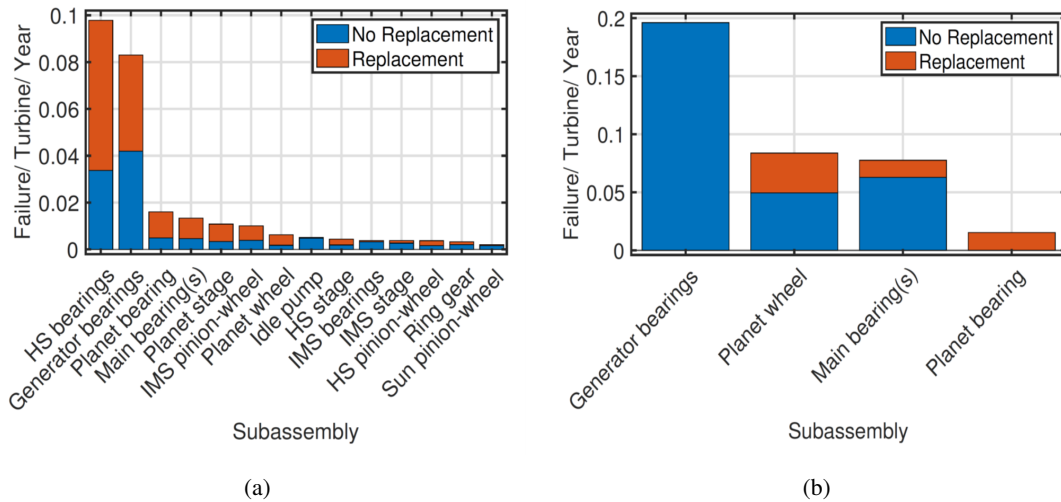 0.1
0.08
0.06
0.04
0.02
0
Failure/ Turbine/ Year
No Replacement
Replacement
HS bearings
Generator bearings
Planet bearing
Main bearing(s)
Planet stage
IMS pinion-wheel
Planet wheel
Idle pump
HS stage
IMS bearings
IMS stage
HS pinion-wheel
Ring gear
Sun pinion-wheel
Subassembly
(a)
0.2
0.15
0.1
0.05
0
Failure/ Turbine/ Year
No Replacement
Replacement
Generator bearings
Planet wheel
Main bearing(s)
Planet bearing
Subassembly
(b)